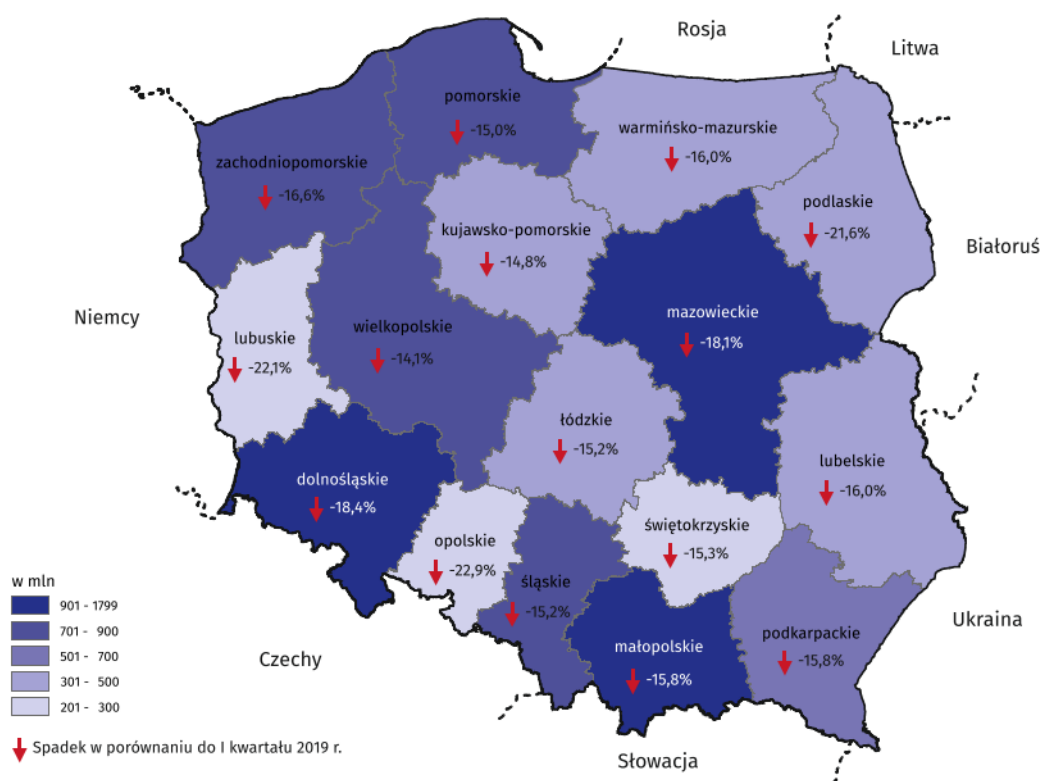 Rosja
Litwa
pomorskie
-15,0%
warmińsko-mazurskie
-16,0%
zachodniopomorskie
-16,6%
podlaskie
-21,6%
kujawsko-pomorskie
-14,8%
Białoruś
Niemcy
mazowieckie
-18,1%
wielkopolskie
-14,1%
lubuskie
-22,1%
łódzkie
-15,2%
lubelskie
-16,0%
dolnośląskie
-18,4%
świętokrzyskie
-15,3%
opolskie
-22,9%
śląskie
-15,2%
Ukraina
podkarpackie
-15,8%
małopolskie
-15,8%
Czechy
Słowacja
w mln
901 - 1799
701 - 900
501 - 700
301 - 500
201 - 300
Spadek w porównaniu do I kwartału 2019 r.